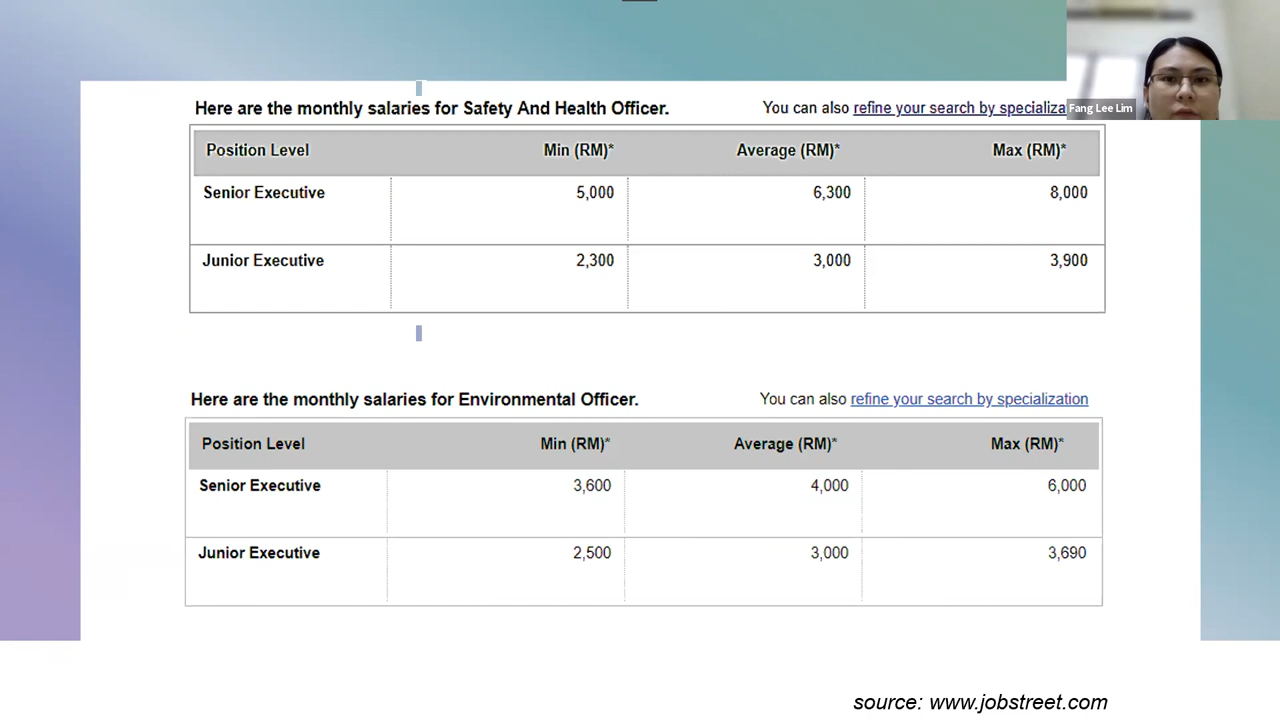 Here are the monthly salaries for Safety And Health Officer. You can also refine your search by specializa
Fang Lee Lim
Position Level Min (RM)* Average (RM)* Max (RM)*
Senior Executive 5,000 6,300 8,000
Junior Executive 2,300 3,000 3,900
Here are the monthly salaries for Environmental Officer. You can also refine your search by specialization
Position Level Min (RM)* Average (RM)* Max (RM)*
Senior Executive 3,600 4,000 6,000
Junior Executive 2,500 3,000 3,690
source: www.jobstreet.com